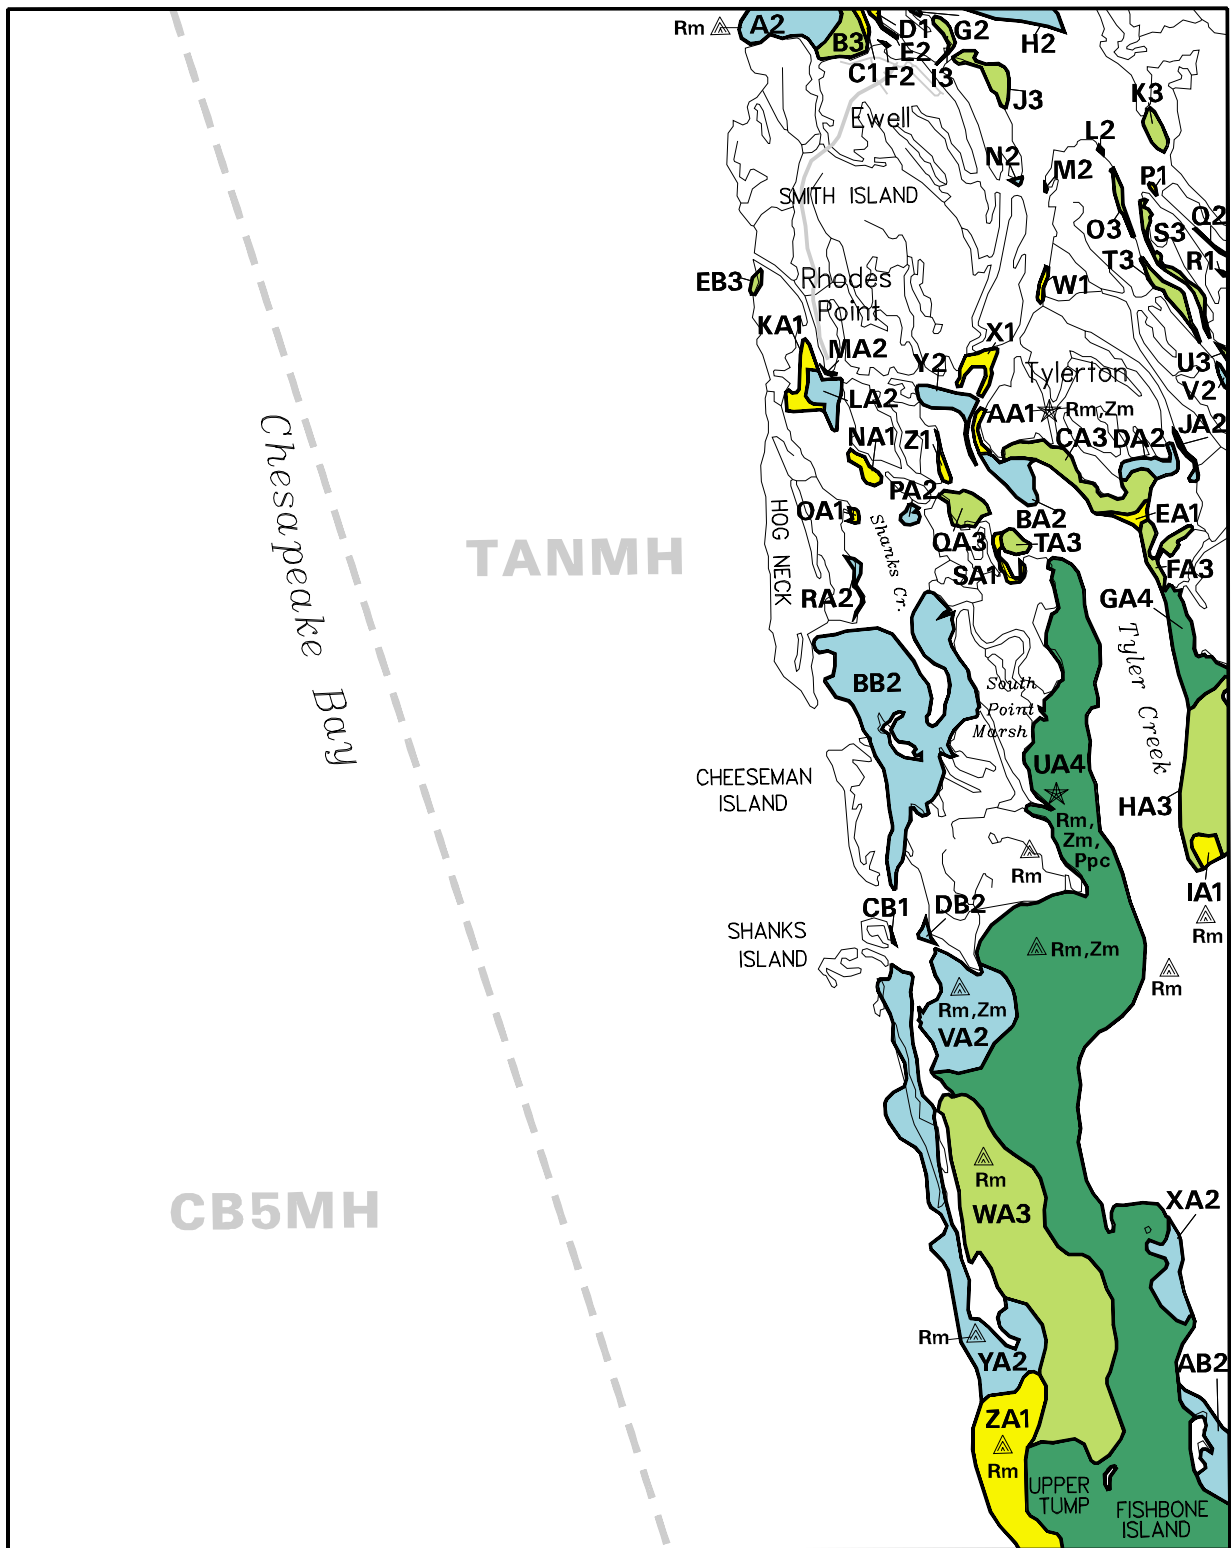 Rm
A2
B3
D1
E2
G2
H2
C1
F2
I3
J3
K3
Ewell
L2
N2
M2
P1
SMITH ISLAND
O3
S3
Q2
T3
R1
EB3
Rhodes
Point
W1
KA1
MA2
X1
Y2
Tylerton
U3
V2
LA2
AA1
Rm,Zm
NA1
Z1
CA3
DA2
JA2
PA2
OA1
HOG NECK
Shanks Cr.
QA3
BA2
EA1
TA3
TANMH
SA1
FA3
RA2
GA4
Chesapeake Bay
Tyler Creek
BB2
South
Point
Marsh
UA4
CHEESEMAN
ISLAND
HA3
Rm,
Zm,
Ppc
Rm
IA1
CB1
DB2
SHANKS
ISLAND
Rm
Rm,Zm
Rm
Rm,Zm
VA2
Rm
WA3
XA2
CB5MH
Rm
YA2
AB2
ZA1
Rm
UPPER
TUMP
FISHBONE
ISLAND